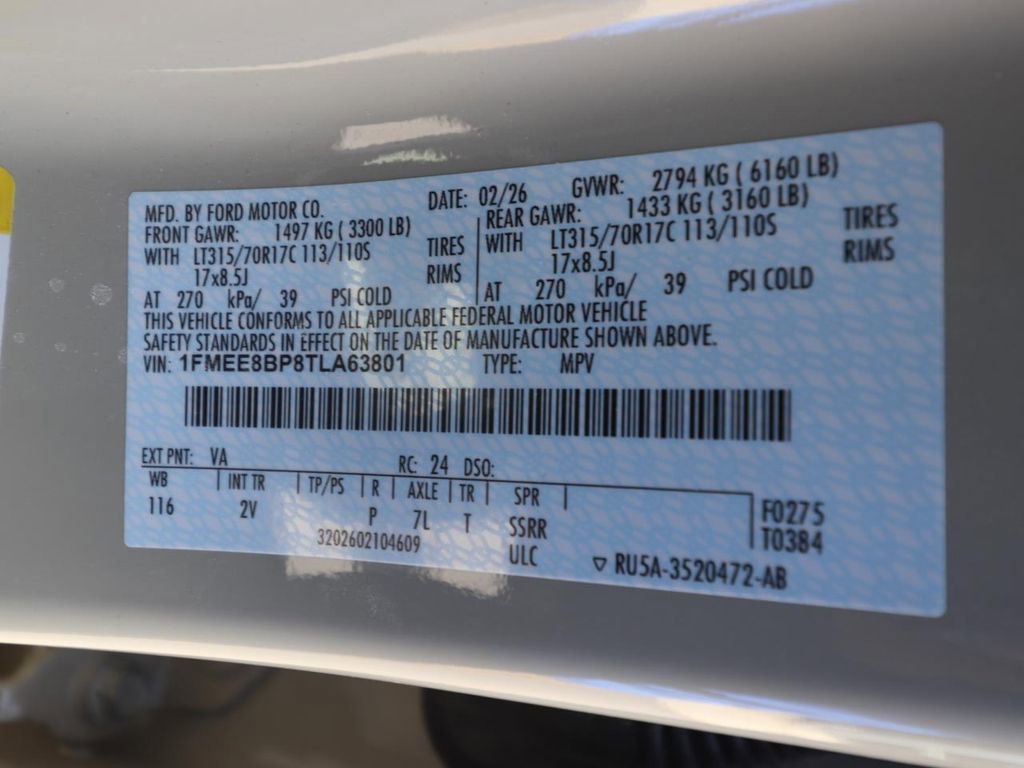 MFD. BY FORD MOTOR CO. DATE: 02/26 GVWR: 2794 KG ( 6160 LB)
FRONT GAWR: 1497 KG ( 3300 LB) REAR GAWR: 1433 KG ( 3160 LB)
WITH LT315/70R17C 113/110S TIRES WITH LT315/70R17C 113/110S TIRES
17x8.5J RIMS 17x8.5J RIMS
AT 270 kPa/ 39 PSI COLD AT 270 kPa/ 39 PSI COLD
THIS VEHICLE CONFORMS TO ALL APPLICABLE FEDERAL MOTOR VEHICLE
SAFETY STANDARDS IN EFFECT ON THE DATE OF MANUFACTURE SHOWN ABOVE.
VIN: 1FMEE8BP8TLA63801 TYPE: MPV
EXT PNT: VA RC: 24 DSO:
WB INT TR TP/PS R AXLE TR SPR
116 2V P 7L T SSRR F0275
3202602104609 ULC T0384
▽ RU5A-3520472-AB